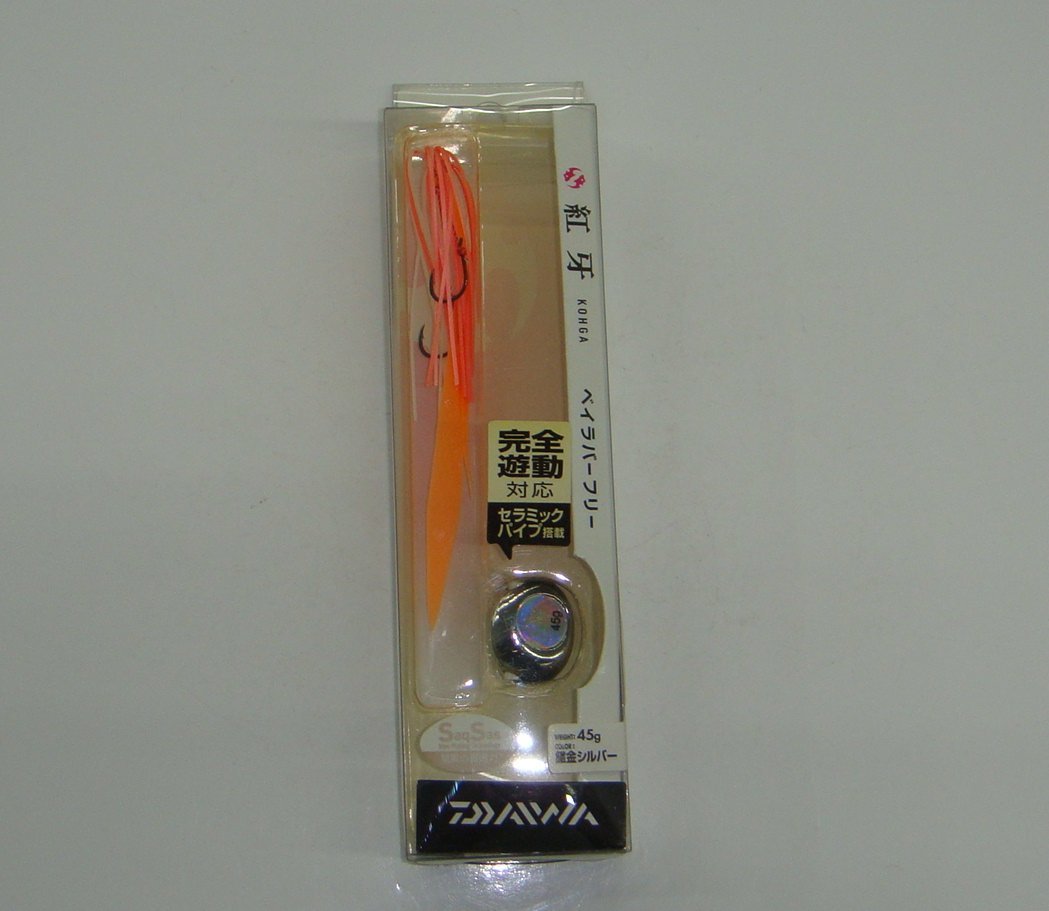 紅牙
KOHGA
ベイラバーフリー
完全
遊動
対応
セラミック
パイプ搭載
45g
SaqSas
WEIGHT: 45g
COLOR:
鍍金シルバー
DAIWA